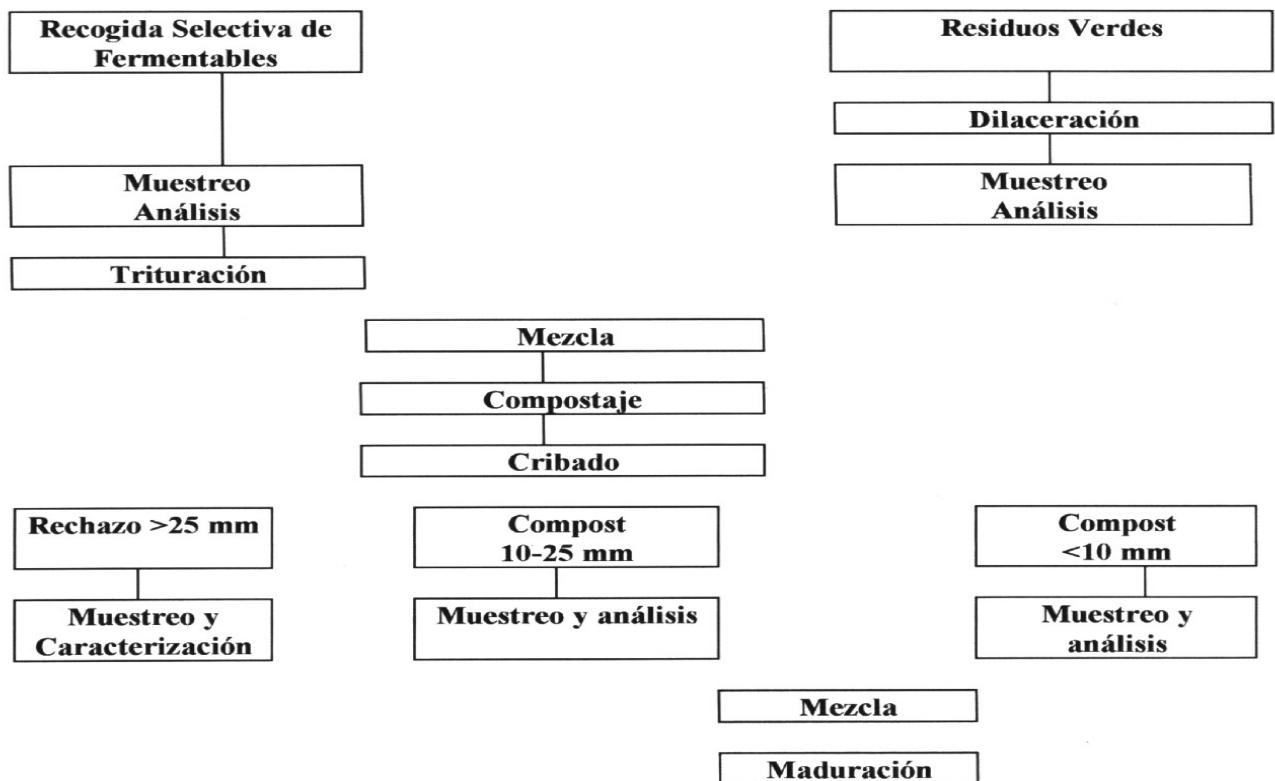 Recogida Selectiva de
Fermentables
Residuos Verdes
Dilaceración
Muestreo
Análisis
Muestreo
Análisis
Trituración
Mezcla
Compostaje
Cribado
Rechazo >25 mm
Compost
10-25 mm
Compost
<10 mm
Muestreo y
Caracterización
Muestreo y análisis
Muestreo y
análisis
Mezcla
Maduración